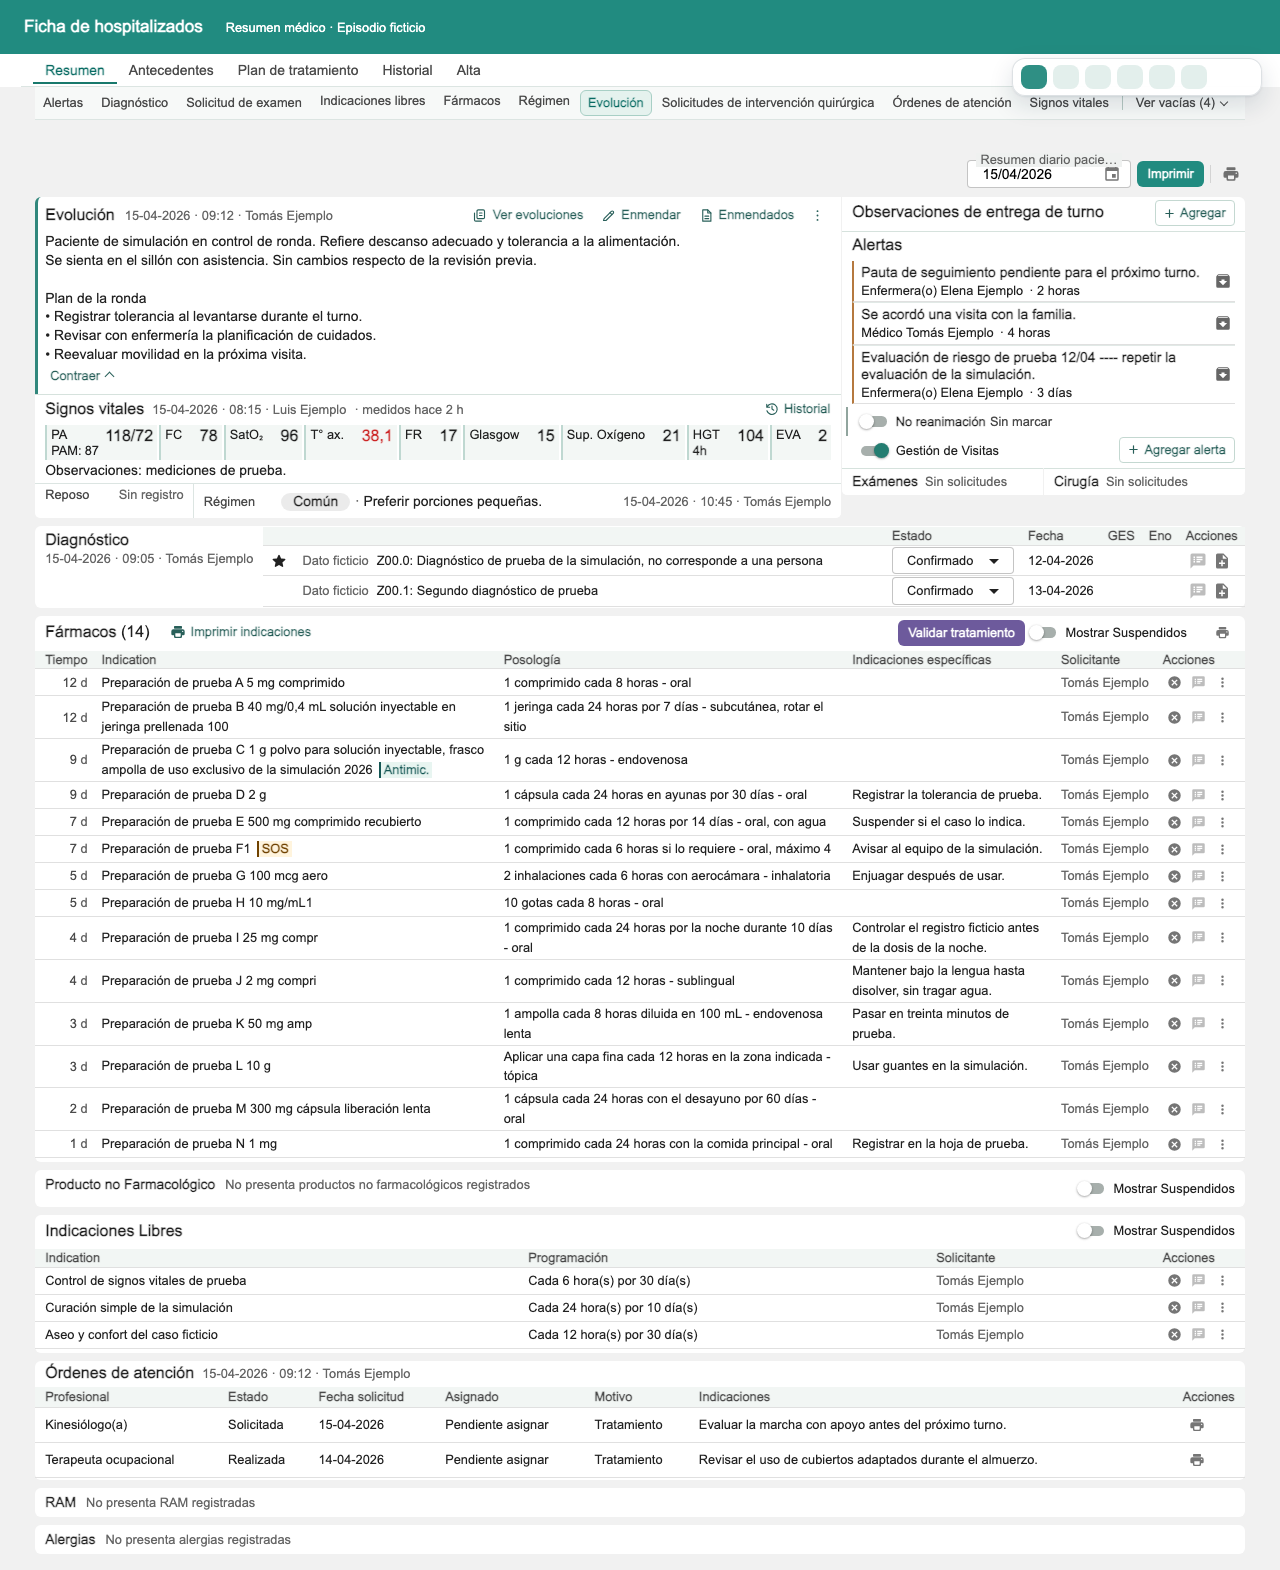 Ficha de hospitalizados Resumen médico · Episodio ficticio
Resumen Antecedentes Plan de tratamiento Historial Alta
Alertas Diagnóstico Solicitud de examen Indicaciones libres Fármacos Régimen Evolución Solicitudes de intervención quirúrgica Órdenes de atención Signos vitales Ver vacías (4)
Resumen diario pacie...
15/04/2026 Imprimir
Evolución 15-04-2026 · 09:12 · Tomás Ejemplo Ver evoluciones Enmendar Enmendados
Paciente de simulación en control de ronda. Refiere descanso adecuado y tolerancia a la alimentación.
Se sienta en el sillón con asistencia. Sin cambios respecto de la revisión previa.
Plan de la ronda
• Registrar tolerancia al levantarse durante el turno.
• Revisar con enfermería la planificación de cuidados.
• Reevaluar movilidad en la próxima visita.
Contraer
Signos vitales 15-04-2026 · 08:15 · Luis Ejemplo · medidos hace 2 h Historial
PA 118/72 FC 78 SatO₂ 96 T° ax. 38,1 FR 17 Glasgow 15 Sup. Oxígeno 21 HGT 104 EVA 2
PAM: 87 4h
Observaciones: mediciones de prueba.
Reposo Sin registro Régimen Común · Preferir porciones pequeñas. 15-04-2026 · 10:45 · Tomás Ejemplo
Observaciones de entrega de turno + Agregar
Alertas
Pauta de seguimiento pendiente para el próximo turno.
Enfermera(o) Elena Ejemplo · 2 horas
Se acordó una visita con la familia.
Médico Tomás Ejemplo · 4 horas
Evaluación de riesgo de prueba 12/04 ---- repetir la
evaluación de la simulación.
Enfermera(o) Elena Ejemplo · 3 días
No reanimación Sin marcar
Gestión de Visitas + Agregar alerta
Exámenes Sin solicitudes Cirugía Sin solicitudes
Diagnóstico
15-04-2026 · 09:05 · Tomás Ejemplo
Estado Fecha GES Eno Acciones
Dato ficticio Z00.0: Diagnóstico de prueba de la simulación, no corresponde a una persona Confirmado 12-04-2026
Dato ficticio Z00.1: Segundo diagnóstico de prueba Confirmado 13-04-2026
Fármacos (14) Imprimir indicaciones Validar tratamiento Mostrar Suspendidos
Tiempo Indication Posología Indicaciones específicas Solicitante Acciones
12 d Preparación de prueba A 5 mg comprimido 1 comprimido cada 8 horas - oral Tomás Ejemplo
12 d Preparación de prueba B 40 mg/0,4 mL solución inyectable en jeringa prellenada 100 1 jeringa cada 24 horas por 7 días - subcutánea, rotar el sitio Tomás Ejemplo
9 d Preparación de prueba C 1 g polvo para solución inyectable, frasco ampolla de uso exclusivo de la simulación 2026 Antimic. 1 g cada 12 horas - endovenosa Tomás Ejemplo
9 d Preparación de prueba D 2 g 1 cápsula cada 24 horas en ayunas por 30 días - oral Registrar la tolerancia de prueba. Tomás Ejemplo
7 d Preparación de prueba E 500 mg comprimido recubierto 1 comprimido cada 12 horas por 14 días - oral, con agua Suspender si el caso lo indica. Tomás Ejemplo
7 d Preparación de prueba F1 SOS 1 comprimido cada 6 horas si lo requiere - oral, máximo 4 Avisar al equipo de la simulación. Tomás Ejemplo
5 d Preparación de prueba G 100 mcg aero 2 inhalaciones cada 6 horas con aerocámara - inhalatoria Enjuagar después de usar. Tomás Ejemplo
5 d Preparación de prueba H 10 mg/mL1 10 gotas cada 8 horas - oral Tomás Ejemplo
4 d Preparación de prueba I 25 mg compr 1 comprimido cada 24 horas por la noche durante 10 días - oral Controlar el registro ficticio antes de la dosis de la noche. Tomás Ejemplo
4 d Preparación de prueba J 2 mg compri 1 comprimido cada 12 horas - sublingual Mantener bajo la lengua hasta disolver, sin tragar agua. Tomás Ejemplo
3 d Preparación de prueba K 50 mg amp 1 ampolla cada 8 horas diluida en 100 mL - endovenosa lenta Pasar en treinta minutos de prueba. Tomás Ejemplo
3 d Preparación de prueba L 10 g Aplicar una capa fina cada 12 horas en la zona indicada - tópica Usar guantes en la simulación. Tomás Ejemplo
2 d Preparación de prueba M 300 mg cápsula liberación lenta 1 cápsula cada 24 horas con el desayuno por 60 días - oral Tomás Ejemplo
1 d Preparación de prueba N 1 mg 1 comprimido cada 24 horas con la comida principal - oral Registrar en la hoja de prueba. Tomás Ejemplo
Producto no Farmacológico No presenta productos no farmacológicos registrados Mostrar Suspendidos
Indicaciones Libres Mostrar Suspendidos
Indication Programación Solicitante Acciones
Control de signos vitales de prueba Cada 6 hora(s) por 30 día(s) Tomás Ejemplo
Curación simple de la simulación Cada 24 hora(s) por 10 día(s) Tomás Ejemplo
Aseo y confort del caso ficticio Cada 12 hora(s) por 30 día(s) Tomás Ejemplo
Órdenes de atención 15-04-2026 · 09:12 · Tomás Ejemplo
Profesional Estado Fecha solicitud Asignado Motivo Indicaciones Acciones
Kinesiólogo(a) Solicitada 15-04-2026 Pendiente asignar Tratamiento Evaluar la marcha con apoyo antes del próximo turno.
Terapeuta ocupacional Realizada 14-04-2026 Pendiente asignar Tratamiento Revisar el uso de cubiertos adaptados durante el almuerzo.
RAM No presenta RAM registradas
Alergias No presenta alergias registradas